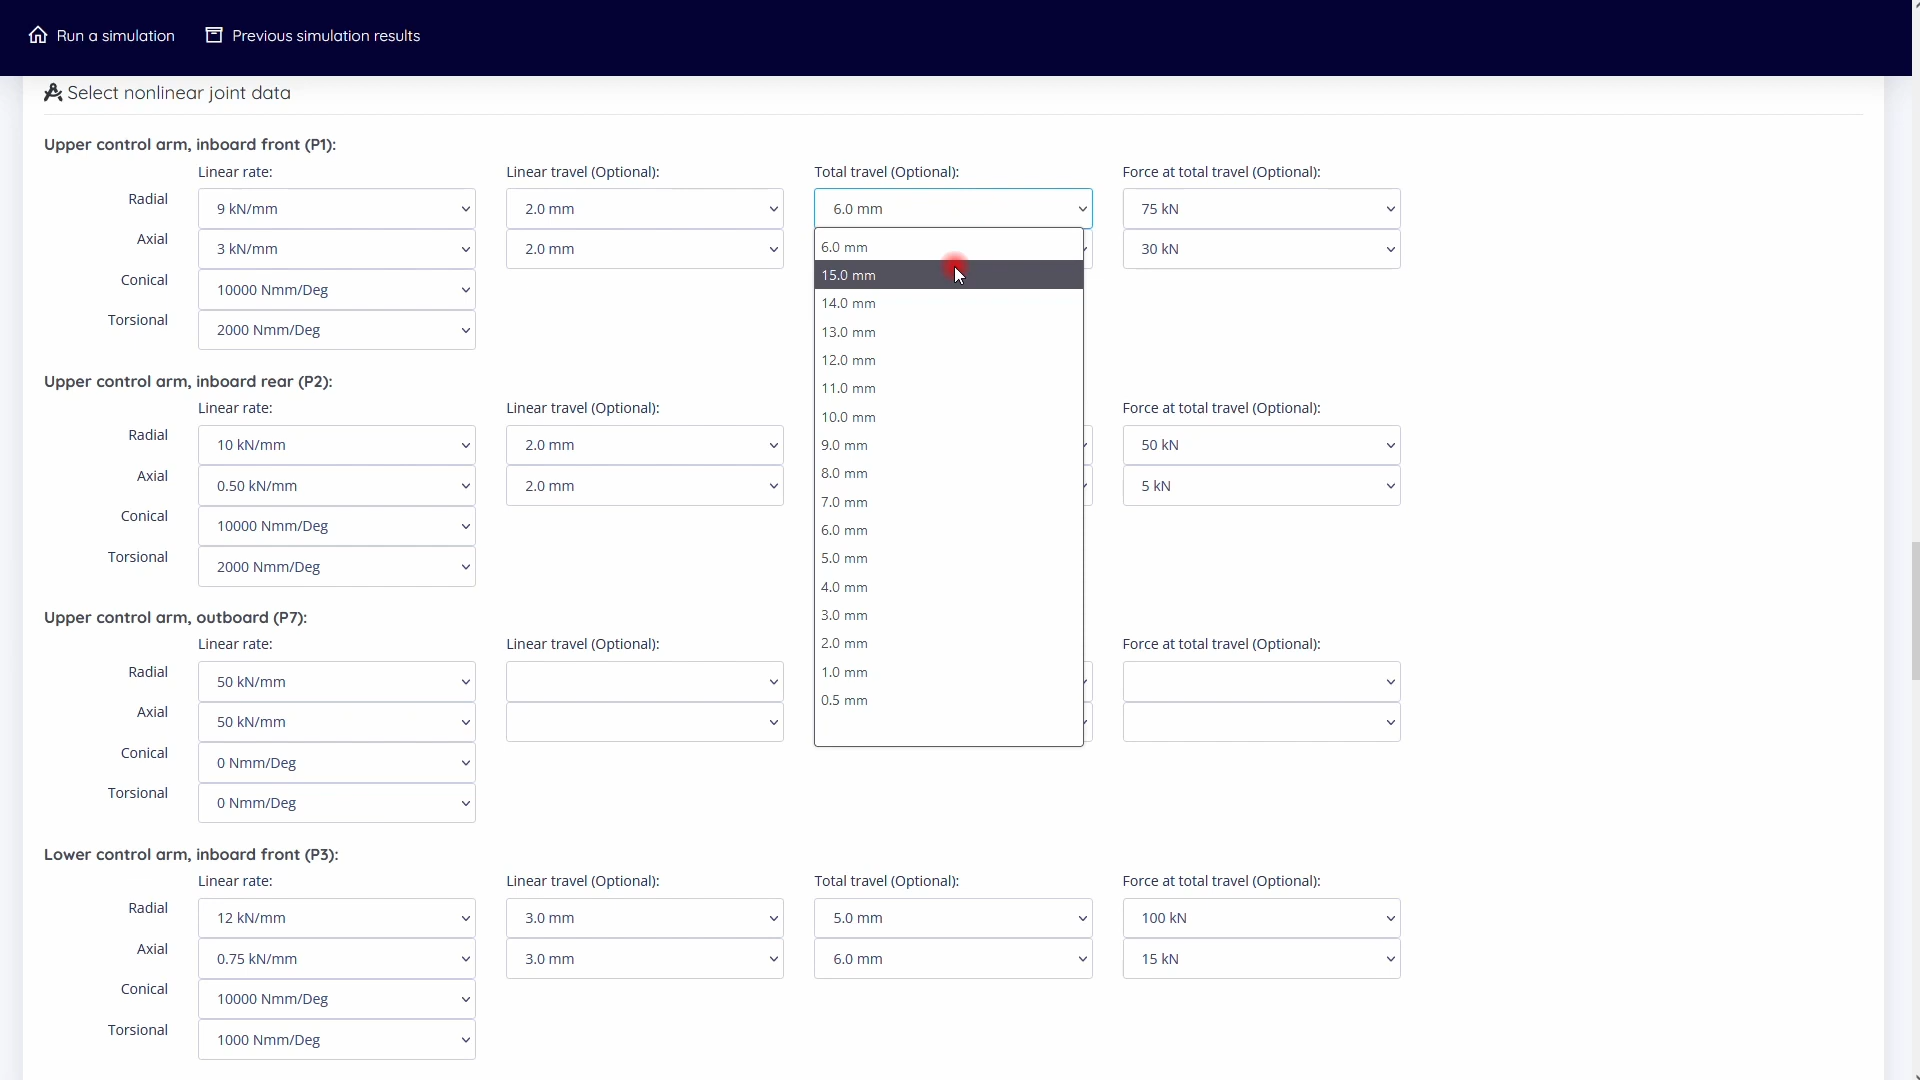 Run a simulation
Previous simulation results
Select nonlinear joint data
Upper control arm, inboard front (P1):
Linear rate: Linear travel (Optional): Total travel (Optional): Force at total travel (Optional):
Radial 9 kN/mm 2.0 mm 6.0 mm 75 kN
Axial 3 kN/mm 2.0 mm 30 kN
Conical 10000 Nmm/Deg
Torsional 2000 Nmm/Deg
6.0 mm
15.0 mm
14.0 mm
13.0 mm
12.0 mm
11.0 mm
10.0 mm
9.0 mm
8.0 mm
7.0 mm
6.0 mm
5.0 mm
4.0 mm
3.0 mm
2.0 mm
1.0 mm
0.5 mm
Upper control arm, inboard rear (P2):
Linear rate: Linear travel (Optional): Force at total travel (Optional):
Radial 10 kN/mm 2.0 mm 50 kN
Axial 0.50 kN/mm 2.0 mm 5 kN
Conical 10000 Nmm/Deg
Torsional 2000 Nmm/Deg
Upper control arm, outboard (P7):
Linear rate: Linear travel (Optional): Force at total travel (Optional):
Radial 50 kN/mm
Axial 50 kN/mm
Conical 0 Nmm/Deg
Torsional 0 Nmm/Deg
Lower control arm, inboard front (P3):
Linear rate: Linear travel (Optional): Total travel (Optional): Force at total travel (Optional):
Radial 12 kN/mm 3.0 mm 5.0 mm 100 kN
Axial 0.75 kN/mm 3.0 mm 6.0 mm 15 kN
Conical 10000 Nmm/Deg
Torsional 1000 Nmm/Deg